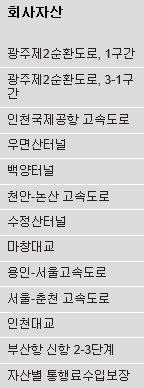 회사자산
광주제2순환도로, 1구간
광주제2순환도로, 3-1구
간
인천국제공항 고속도로
우면산터널
백양터널
천안-논산 고속도로
수정산터널
마창대교
용인-서울고속도로
서울-춘천 고속도로
인천대교
부산항 신항 2-3단계
자산별 통행료수입보장